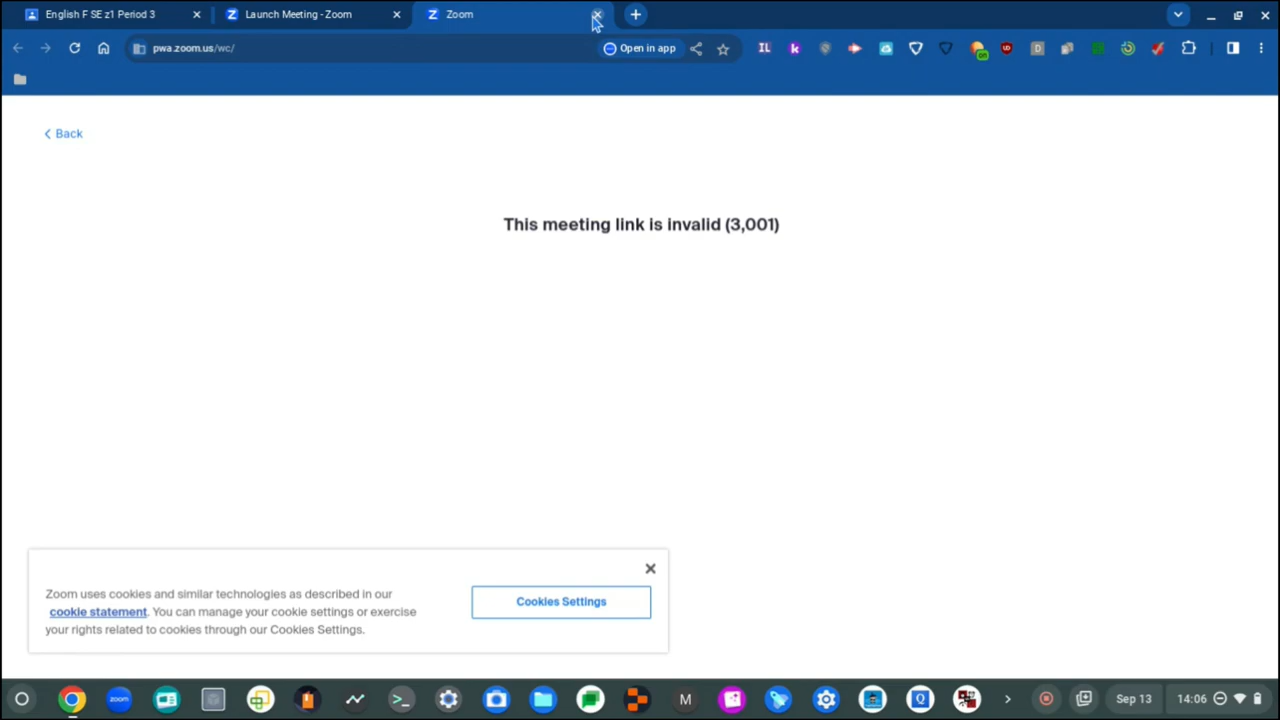 English F SE z1 Period 3
Launch Meeting - Zoom
Zoom
pwa.zoom.us/wc/
Open in app
IL
k
D
Back
This meeting link is invalid (3,001)
Zoom uses cookies and similar technologies as described in our
cookie statement. You can manage your cookie settings or exercise
your rights related to cookies through our Cookies Settings.
Cookies Settings
zoom
M
Q
Sep 13
14:06